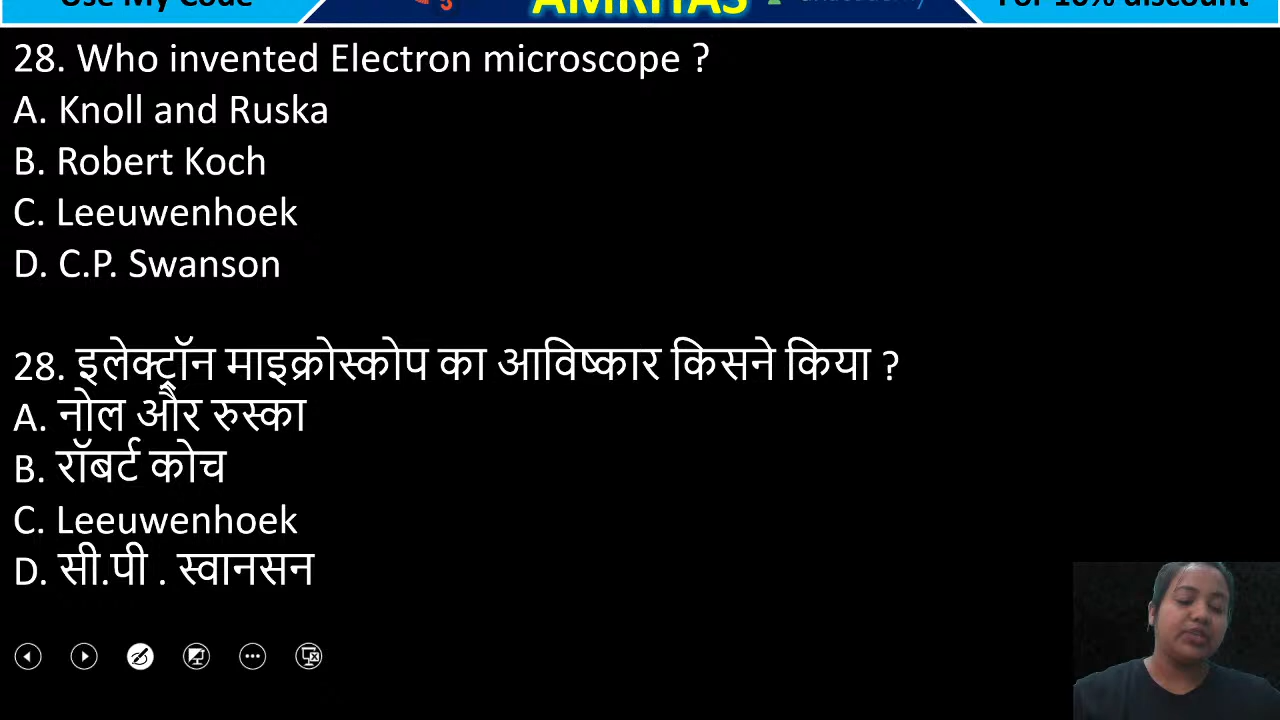 Use My Code
AMRITAS
For 10% discount
28. Who invented Electron microscope ?
A. Knoll and Ruska
B. Robert Koch
C. Leeuwenhoek
D. C.P. Swanson
28. इलेक्ट्रॉन माइक्रोस्कोप का आविष्कार किसने किया ?
A. नोल और रुस्का
B. रॉबर्ट कोच
C. Leeuwenhoek
D. सी.पी . स्वानसन